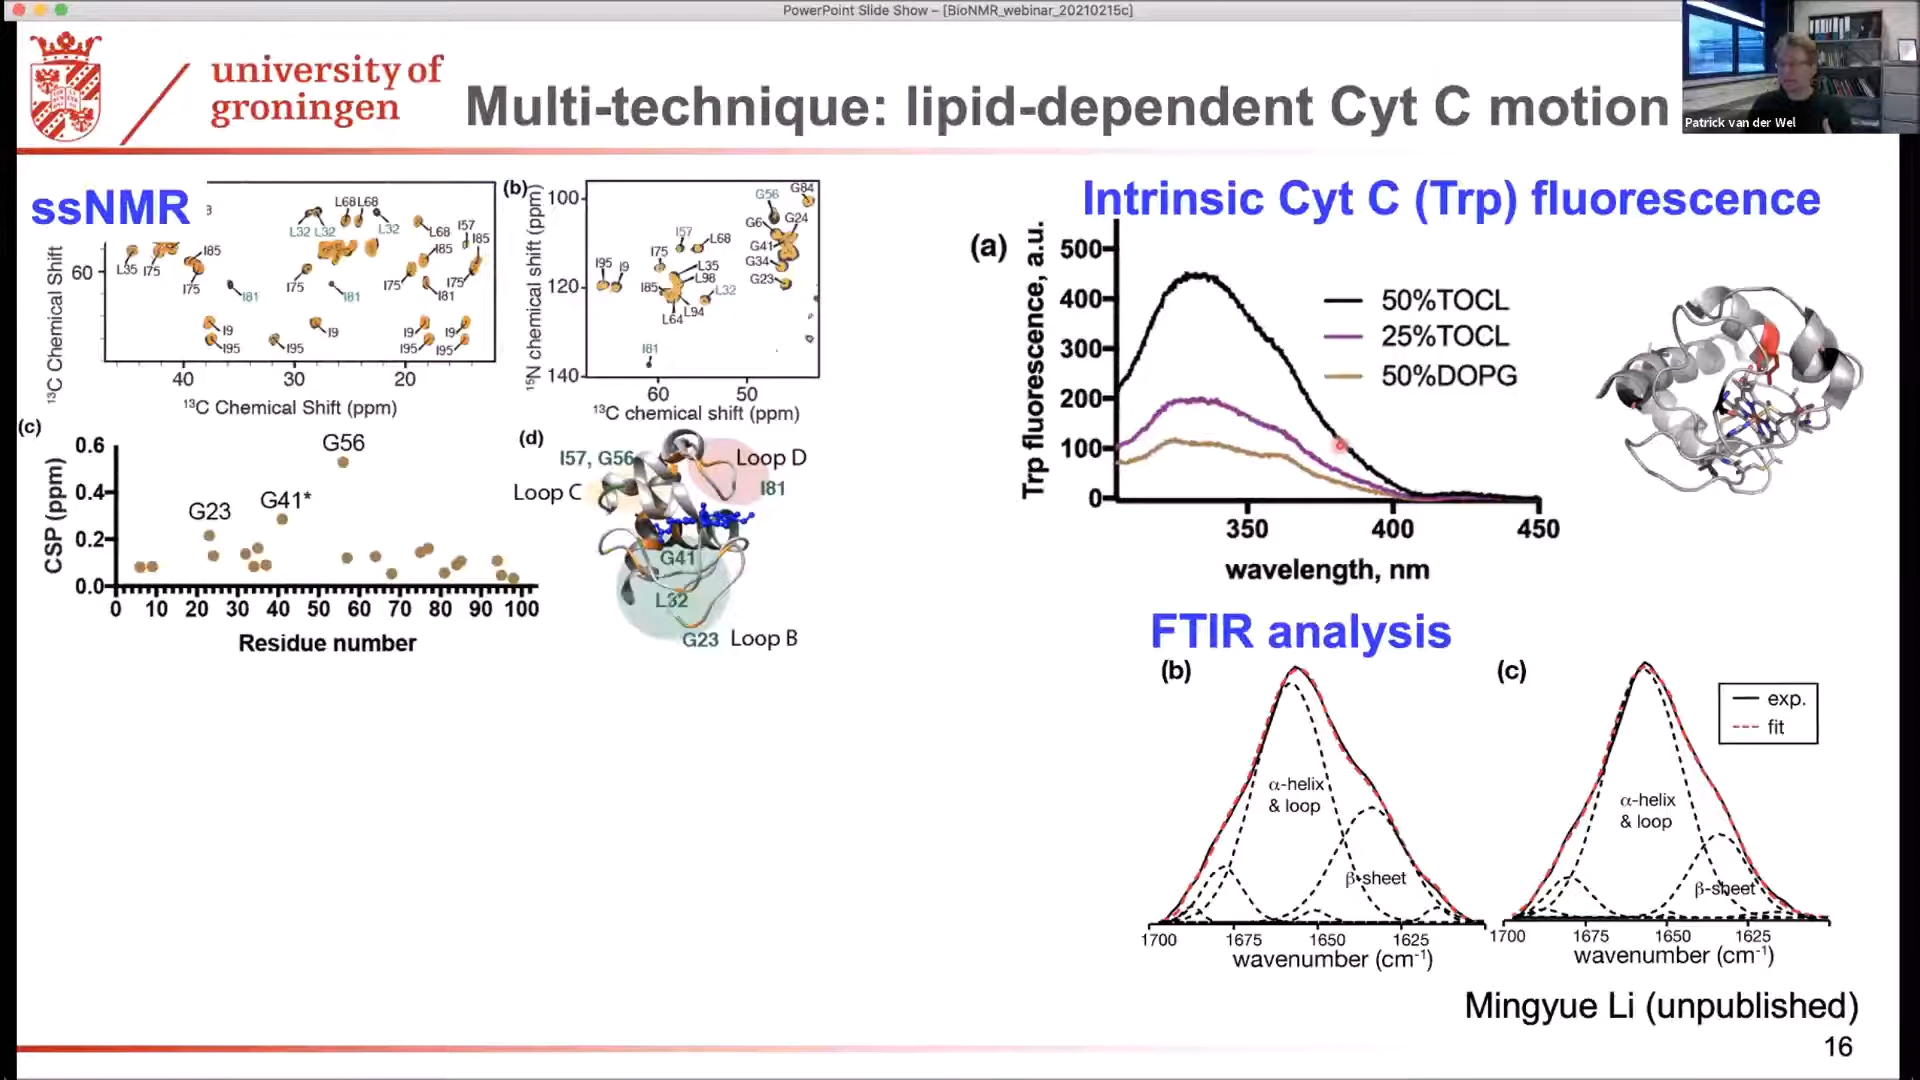 PowerPoint Slide Show – [BioNMR_webinar_20210215c]
university of
groningen
Multi-technique: lipid-dependent Cyt C motion
Patrick van der Wel
ssNMR
L68 L68
L32 L32
L32
L68
I57
I85
L35
I75
I85
I75
I81
I75
I81
I75
I85
I75
I81
I9
I95
I95
I9
I9
I95
I9
I95
60
40
30
20
13C Chemical Shift
13C Chemical Shift (ppm)
(b)
15N chemical shift (ppm)
100
120
140
60
50
13C chemical shift (ppm)
G84
G56
G6
G24
G41
G34
G23
I57
L68
I75
I95
I9
L35
L98
I85
L32
L94
L64
I81
(c)
CSP (ppm)
0.6
0.4
0.2
0.0
G56
G41*
G23
0 10 20 30 40 50 60 70 80 90 100
Residue number
(d)
I57, G56
Loop D
Loop C
I81
G41
L32
G23
Loop B
Intrinsic Cyt C (Trp) fluorescence
(a)
Trp fluorescence, a.u.
500
400
300
200
100
0
50%TOCL
25%TOCL
50%DOPG
350
400
450
wavelength, nm
FTIR analysis
(b)
α-helix
& loop
β-sheet
1700 1675 1650 1625
wavenumber (cm-1)
(c)
exp.
fit
α-helix
& loop
β-sheet
1700 1675 1650 1625
wavenumber (cm-1)
Mingyue Li (unpublished)
16